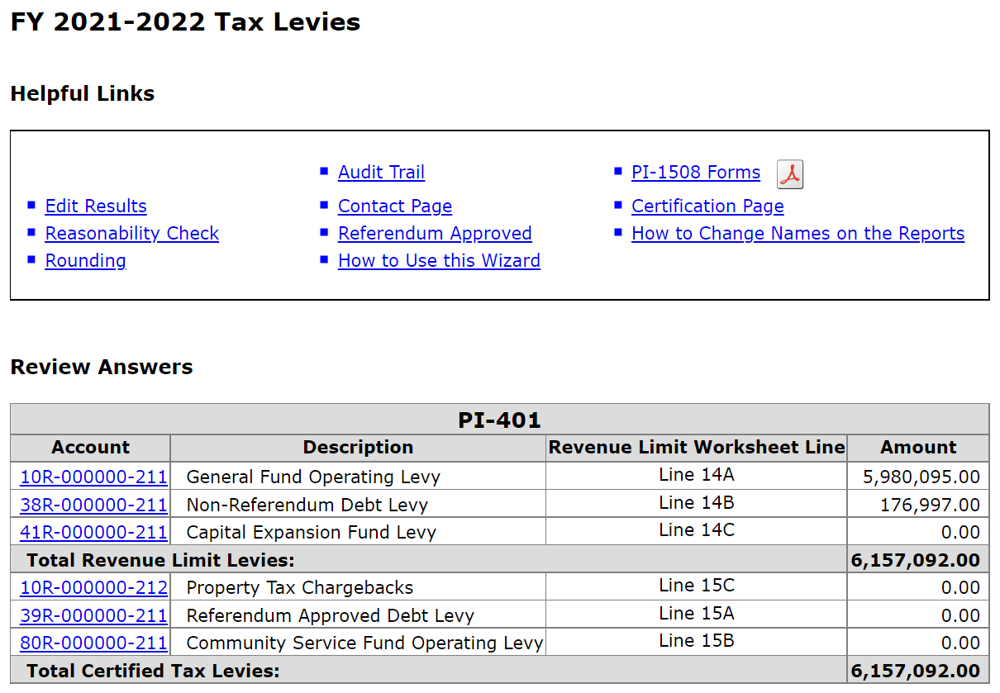 FY 2021-2022 Tax Levies
Helpful Links
Audit Trail PI-1508 Forms
Edit Results Contact Page Certification Page
Reasonability Check Referendum Approved How to Change Names on the Reports
Rounding How to Use this Wizard
Review Answers
PI-401
Account Description Revenue Limit Worksheet Line Amount
10R-000000-211 General Fund Operating Levy Line 14A 5,980,095.00
38R-000000-211 Non-Referendum Debt Levy Line 14B 176,997.00
41R-000000-211 Capital Expansion Fund Levy Line 14C 0.00
Total Revenue Limit Levies: 6,157,092.00
10R-000000-212 Property Tax Chargebacks Line 15C 0.00
39R-000000-211 Referendum Approved Debt Levy Line 15A 0.00
80R-000000-211 Community Service Fund Operating Levy Line 15B 0.00
Total Certified Tax Levies: 6,157,092.00